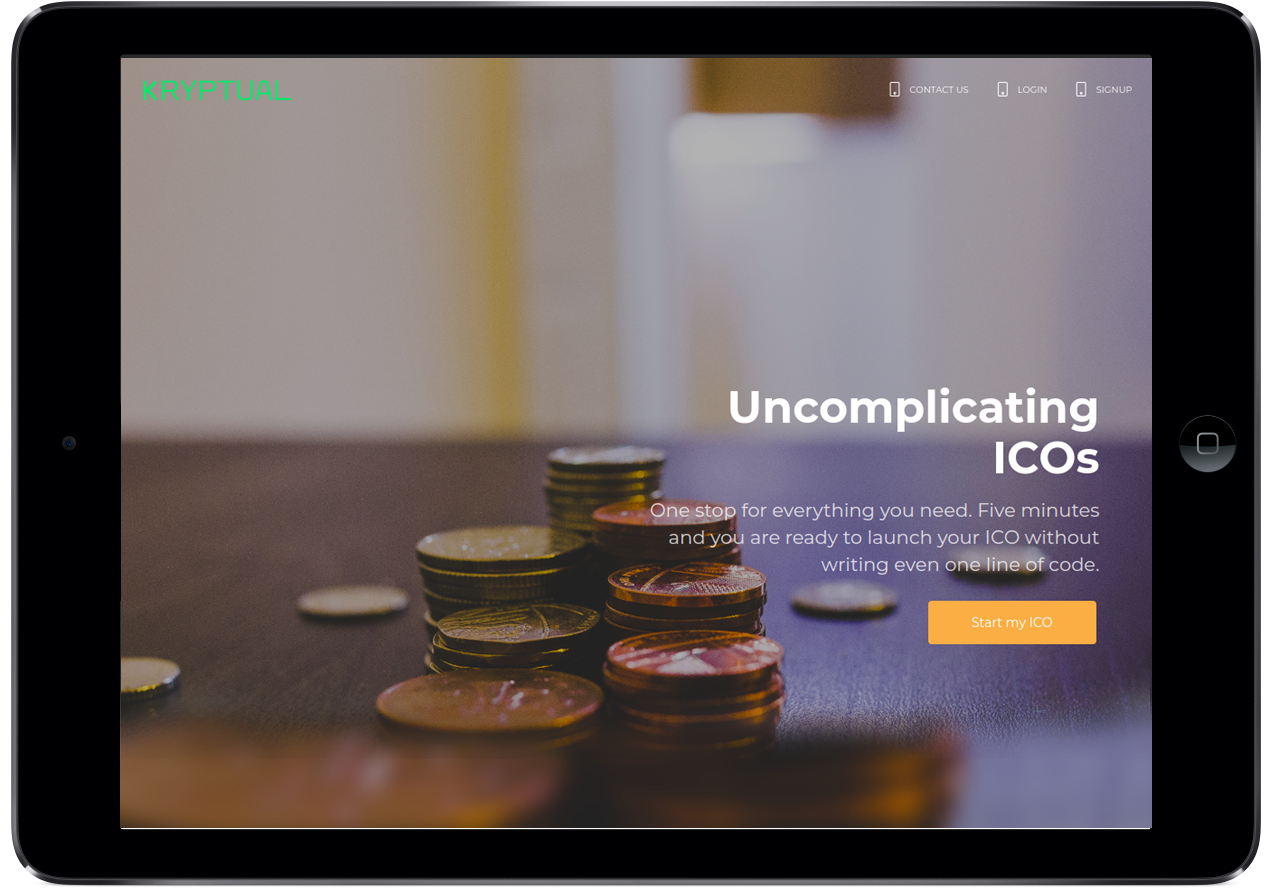 KRYPTUAL
CONTACT US
LOGIN
SIGNUP
Uncomplicating
ICOs
One stop for everything you need. Five minutes
and you are ready to launch your ICO without
writing even one line of code.
Start my ICO